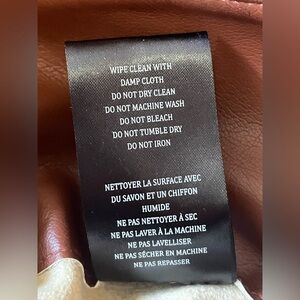 WIPE CLEAN WITH
DAMP CLOTH
DO NOT DRY CLEAN
DO NOT MACHINE WASH
DO NOT BLEACH
DO NOT TUMBLE DRY
DO NOT IRON
NETTOYER LA SURFACE AVEC
DU SAVON ET UN CHIFFON
HUMIDE
NE PAS NETTOYER À SEC
NE PAS LAVER À LA MACHINE
NE PAS LAVELLISER
NE PAS SÉCHER EN MACHINE
NE PAS REPASSER